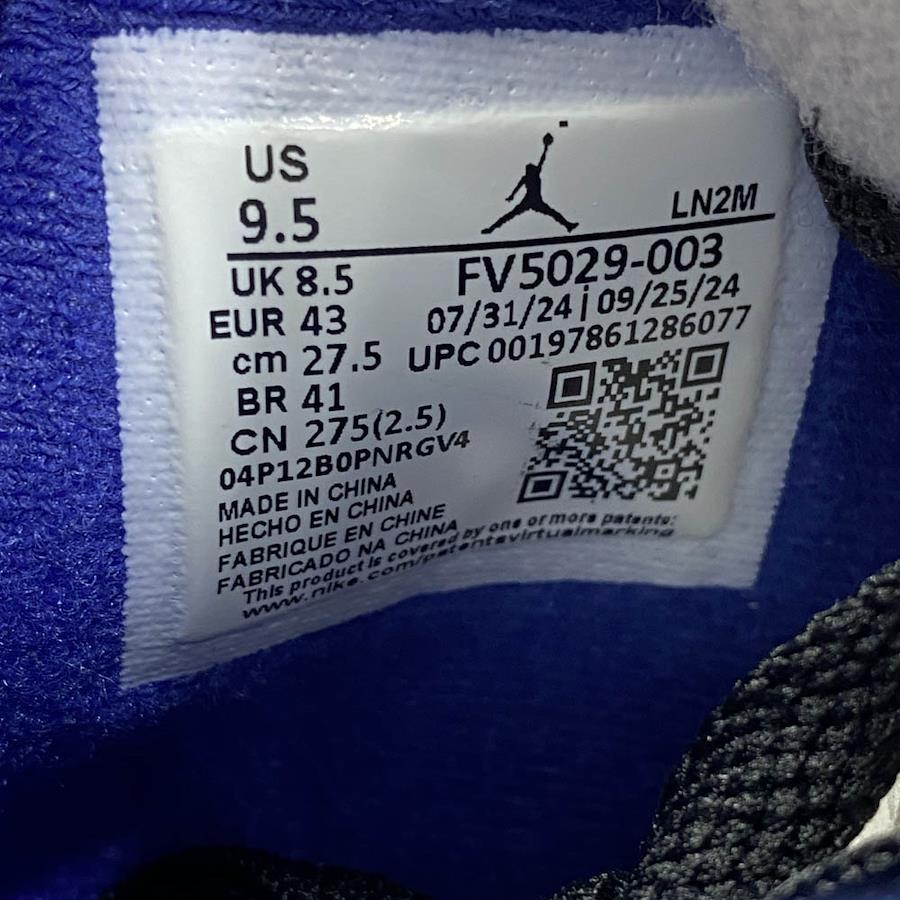 US
9.5
LN2M
UK 8.5
EUR 43
cm 27.5
BR 41
CN 275(2.5)
FV5029-003
07/31/24 | 09/25/24
UPC 00197861286077
04P12B0PNRGV4
MADE IN CHINA
HECHO EN CHINA
FABRIQUE EN CHINE
FABRICADO NA CHINA
This product is covered by one or more patents:
www.nike.com/patentsvirtualmarking